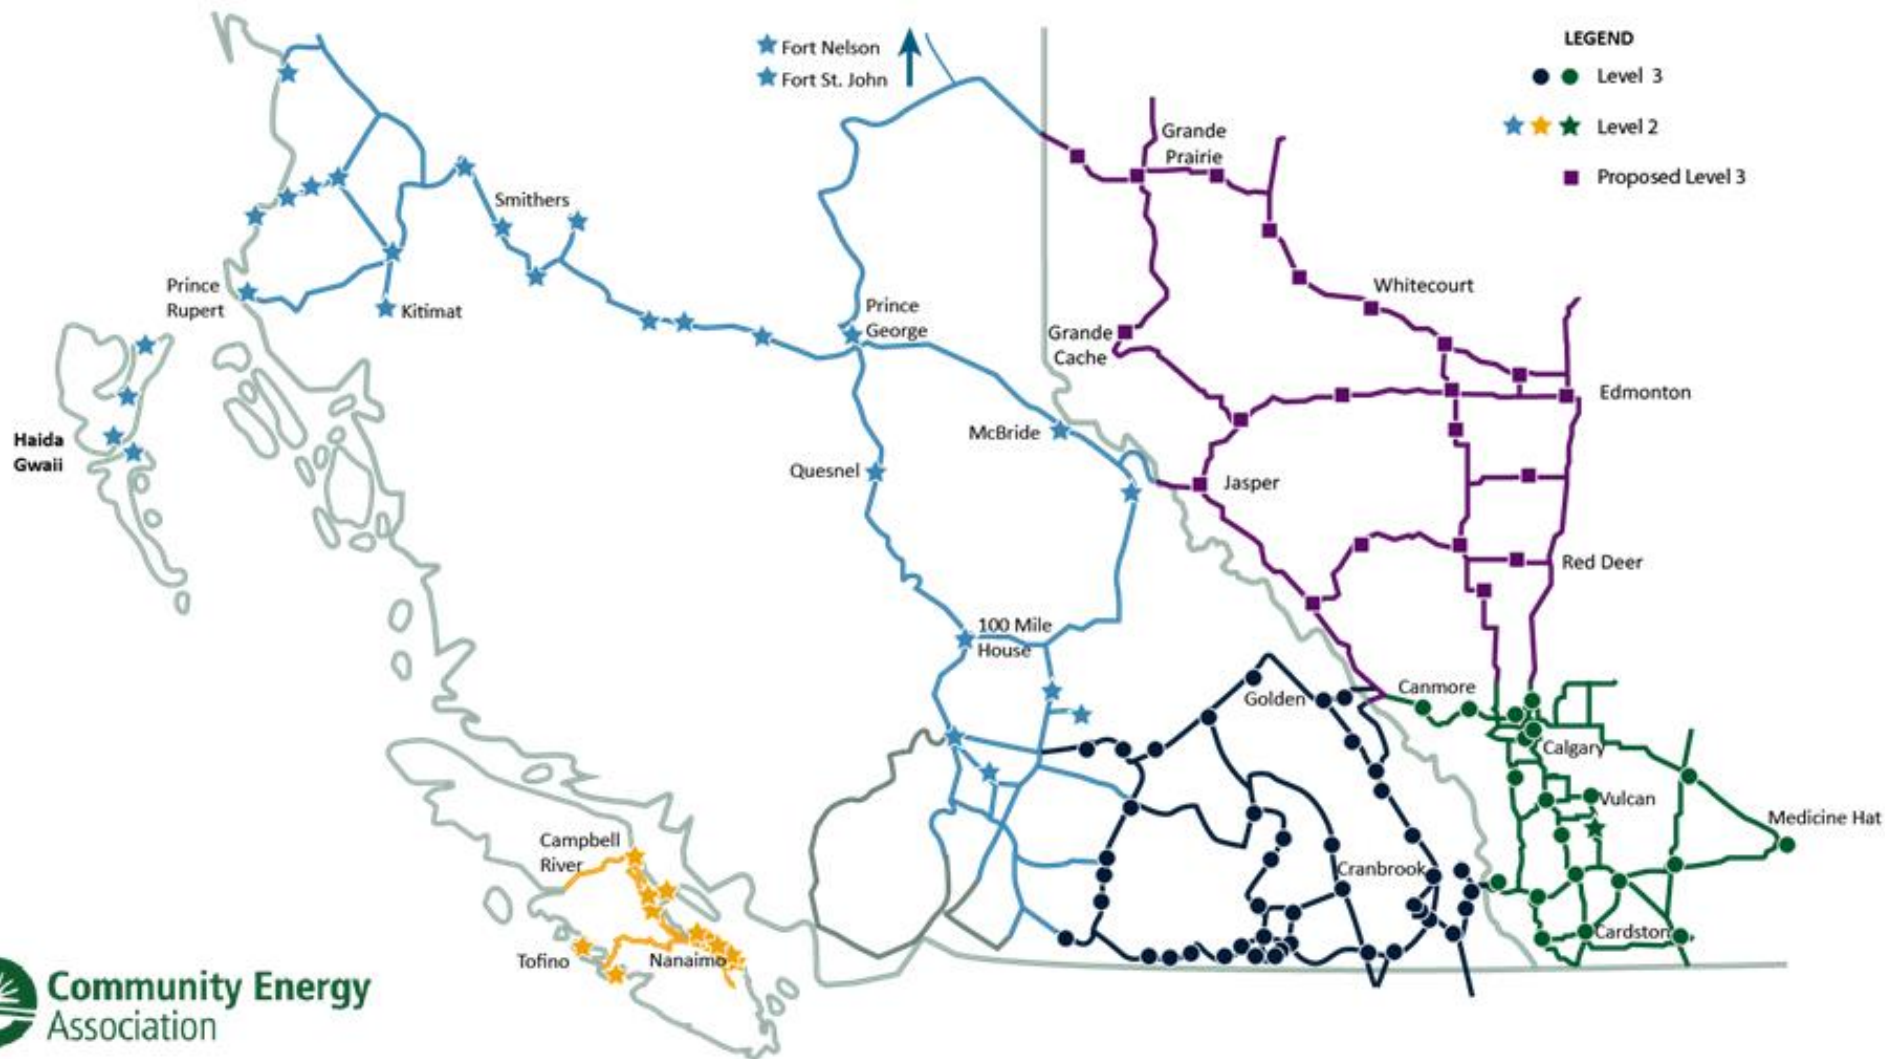 Fort Nelson
Fort St. John
LEGEND
Level 3
Level 2
Proposed Level 3
Grande
Prairie
Smithers
Prince
Rupert
Kitimat
Whitecourt
Prince
George
Grande
Cache
Edmonton
Haida
Gwaii
McBride
Quesnel
Jasper
Red Deer
100 Mile
House
Canmore
Golden
Calgary
Vulcan
Medicine Hat
Campbell
River
Cranbrook
Cardston
Tofino
Nanaimo
Community Energy
Association